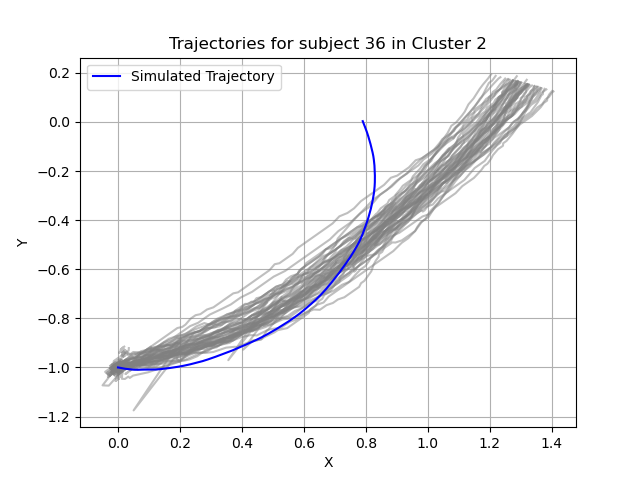 Trajectories for subject 36 in Cluster 2
Simulated Trajectory
0.2
0.0
−0.2
−0.4
−0.6
−0.8
−1.0
−1.2
Y
0.0 0.2 0.4 0.6 0.8 1.0 1.2 1.4
X